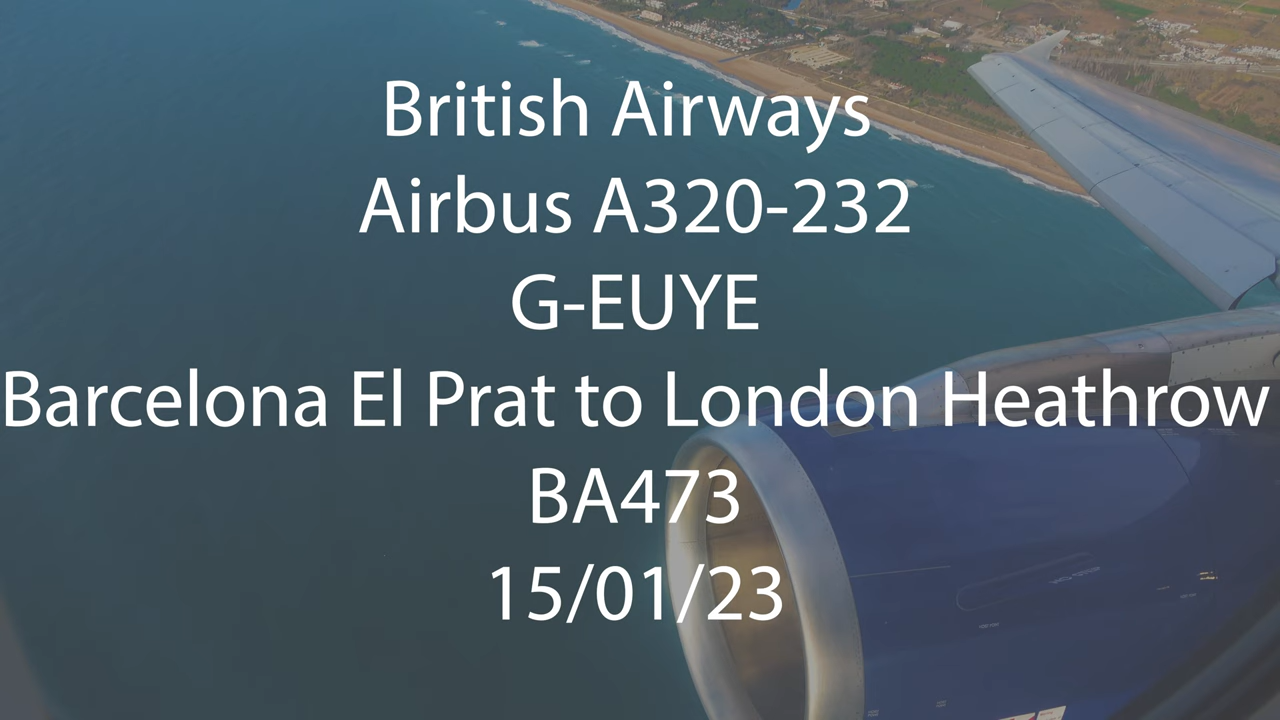 British Airways
Airbus A320-232
G-EUYE
Barcelona El Prat to London Heathrow
BA473
15/01/23